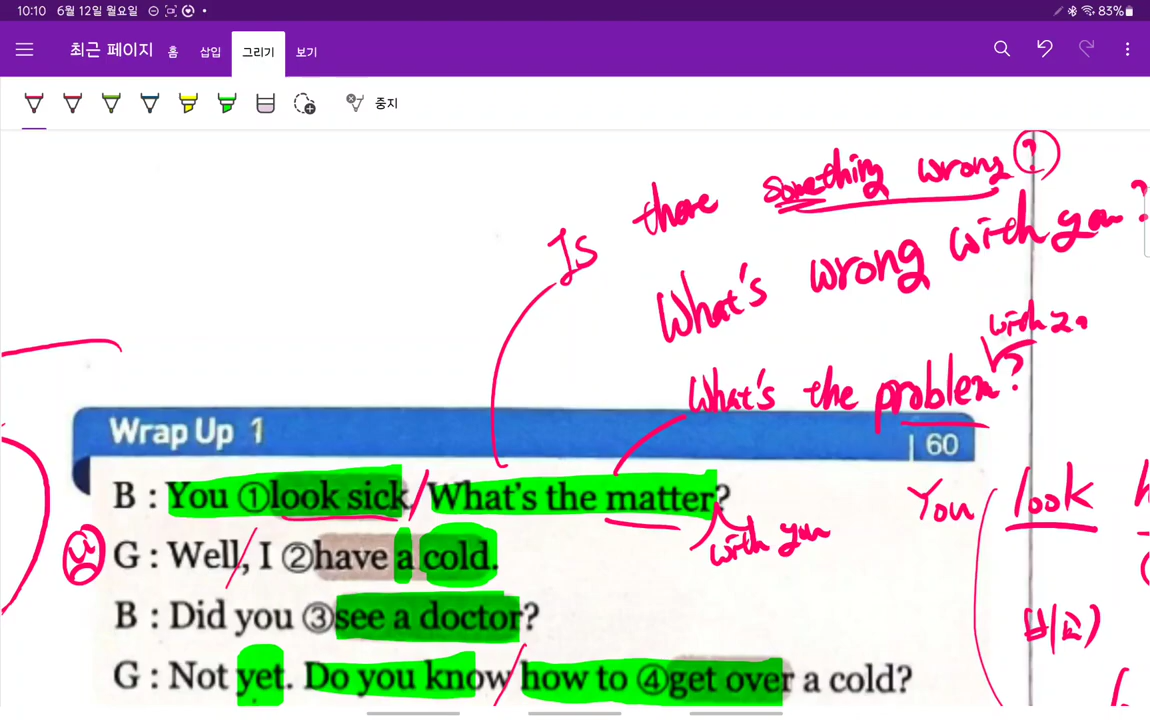 10:10 6월 12일 월요일 83%
최근 페이지 홈 삽입 그리기 보기
중지
Is there something wrong?
What's wrong with you?
with
What's the problem?
Wrap Up 1 | 60
B : You ①look sick. What's the matter?
with you
You look
G : Well, I ②have a cold.
B : Did you ③see a doctor?
G : Not yet. Do you know how to ④get over a cold?